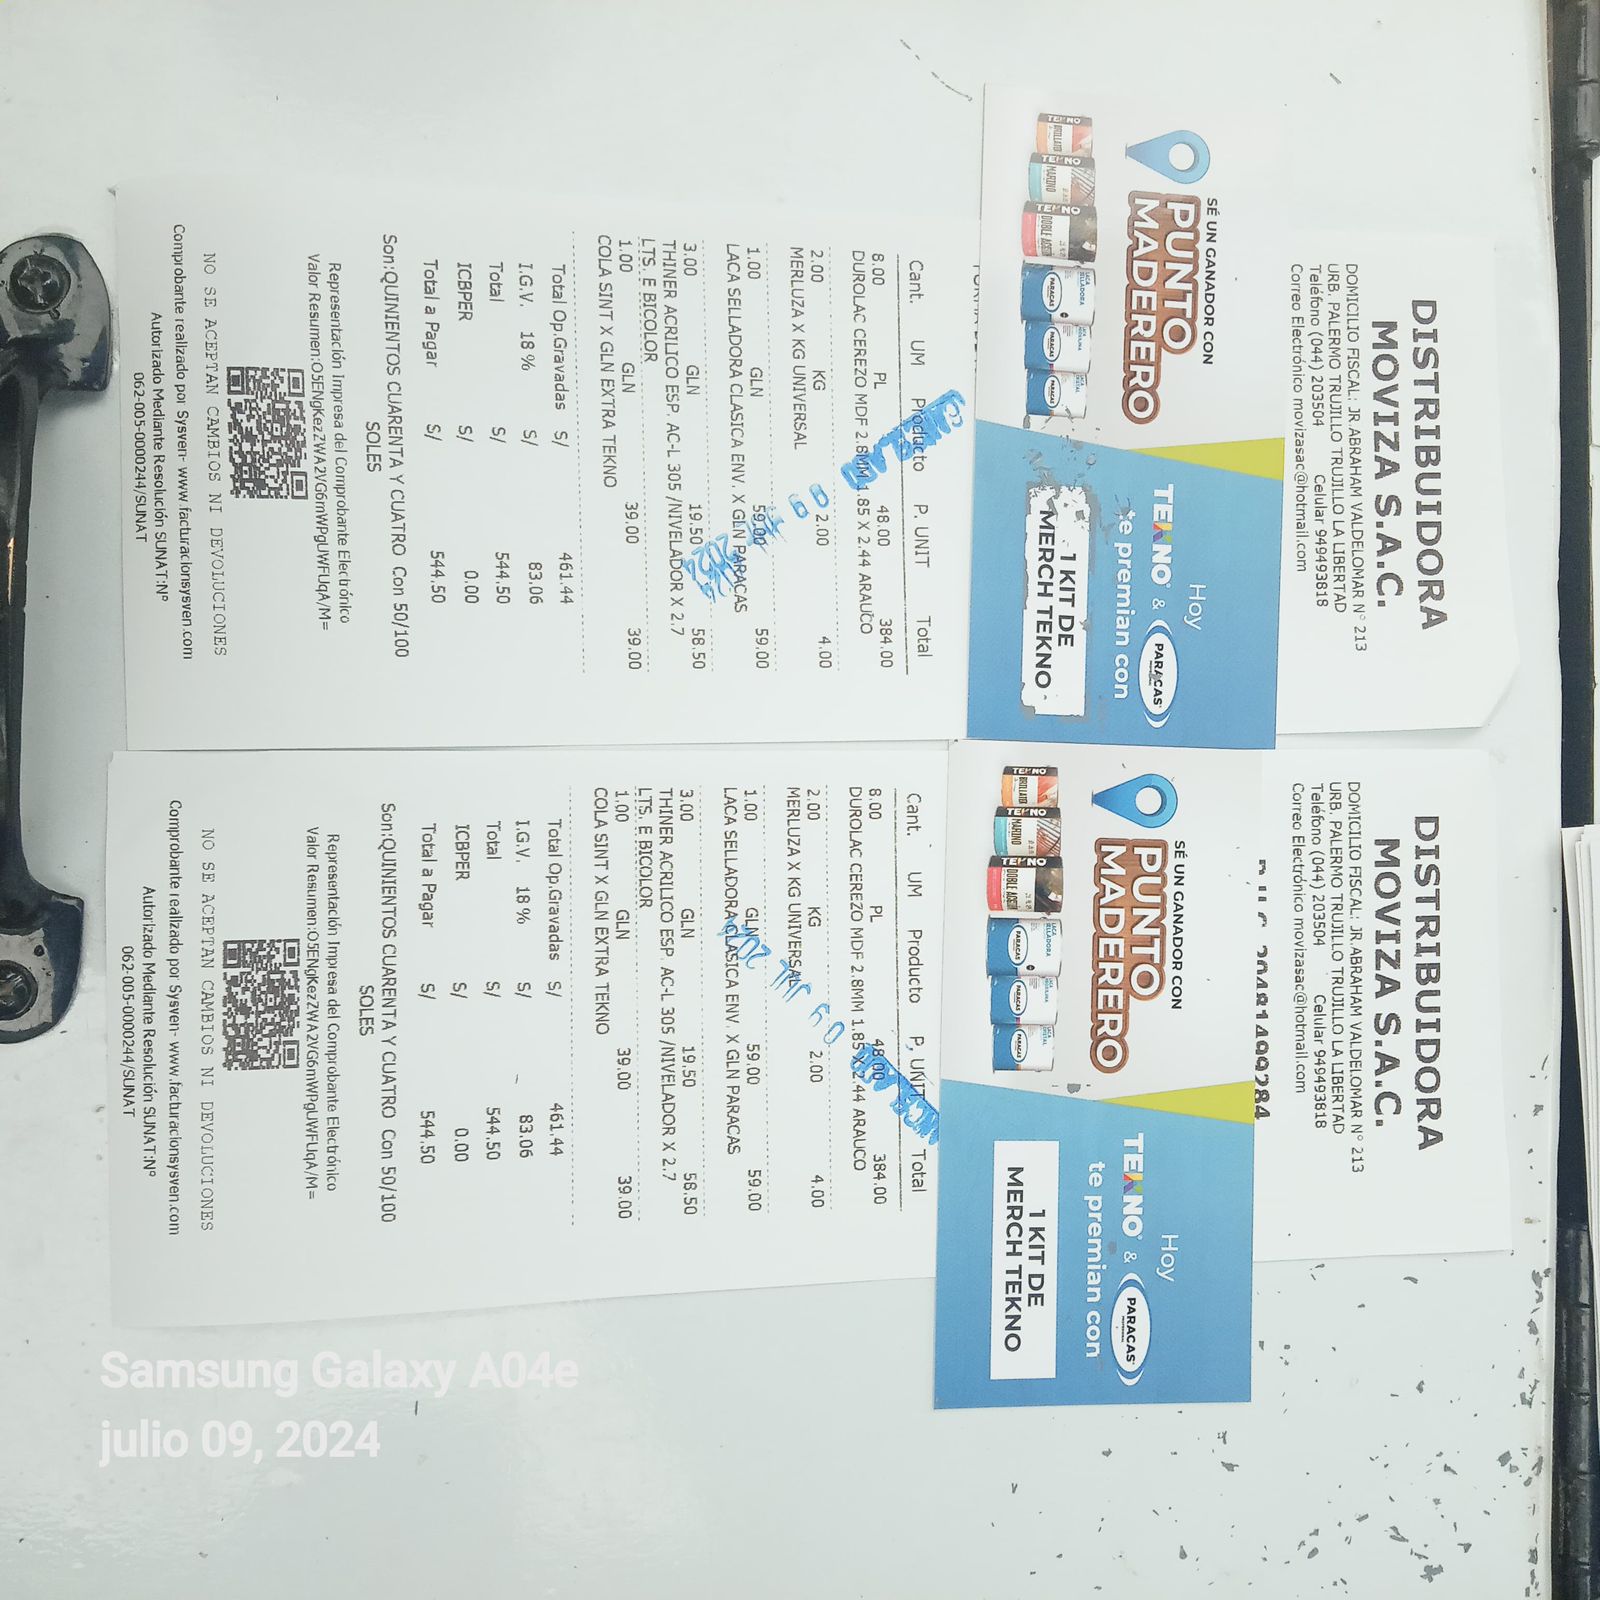 DISTRIBUIDORA
MOVIZA S.A.C.
DOMICILIO FISCAL: JR.ABRAHAM VALDELOMAR N° 213
URB. PALERMO TRUJILLO TRUJILLO LA LIBERTAD
Teléfono (044) 203504 Celular 949493818
Correo Electrónico movizasac@hotmail.com
SÉ UN GANADOR CON
PUNTO
MADERERO
Hoy
TEKNO & PARACAS
PROFESIONAL
te premian con
1 KIT DE
MERCH TEKNO
TEKNO BRILLATEK
TEKNO MARINO
TEKNO DOBLE ACCIÓN
LACA SELLADORA PARACAS
PARACAS
LACA CRISTAL PARACAS
Cant. UM Producto P. UNIT Total
8.00 PL 48.00 384.00
DUROLAC CEREZO MDF 2.8MM 1.85 X 2.44 ARAUCO
2.00 KG 2.00 4.00
MERLUZA X KG UNIVERSAL
1.00 GLN 59.00 59.00
LACA SELLADORA CLASICA ENV. X GLN PARACAS
3.00 GLN 19.50 58.50
THINER ACRILICO ESP. AC-L 305 /NIVELADOR X 2.7
LTS. E BICOLOR
1.00 GLN 39.00 39.00
COLA SINT X GLN EXTRA TEKNO
CANCELADO
09 JUL 2024
Total Op.Gravadas S/ 461.44
I.G.V. 18 % S/ 83.06
Total S/ 544.50
ICBPER S/ 0.00
Total a Pagar S/ 544.50
Son:QUINIENTOS CUARENTA Y CUATRO Con 50/100
SOLES
Representación Impresa del Comprobante Electrónico
Valor Resumen:O5ENgKezZWA2VG6mWPgUWFUqA/M=
NO SE ACEPTAN CAMBIOS NI DEVOLUCIONES
Comprobante realizado por Sysven- www.facturacionsysven.com
Autorizado Mediante Resolución SUNAT:Nº
062-005-0000244/SUNAT
DISTRIBUIDORA
MOVIZA S.A.C.
DOMICILIO FISCAL: JR.ABRAHAM VALDELOMAR N° 213
URB. PALERMO TRUJILLO TRUJILLO LA LIBERTAD
Teléfono (044) 203504 Celular 949493818
Correo Electrónico movizasac@hotmail.com
R.U.C. 20481499284
SÉ UN GANADOR CON
PUNTO
MADERERO
Hoy
TEKNO & PARACAS
PROFESIONAL
te premian con
1 KIT DE
MERCH TEKNO
TEKNO BRILLATEK
TEKNO MARINO
TEKNO DOBLE ACCIÓN
LACA SELLADORA PARACAS
PARACAS
LACA CRISTAL PARACAS
Cant. UM Producto P. UNIT Total
8.00 PL 48.00 384.00
DUROLAC CEREZO MDF 2.8MM 1.85 X 2.44 ARAUCO
2.00 KG 2.00 4.00
MERLUZA X KG UNIVERSAL
1.00 GLN 59.00 59.00
LACA SELLADORA CLASICA ENV. X GLN PARACAS
3.00 GLN 19.50 58.50
THINER ACRILICO ESP. AC-L 305 /NIVELADOR X 2.7
LTS. E BICOLOR
1.00 GLN 39.00 39.00
COLA SINT X GLN EXTRA TEKNO
09 JUL 2024
Total Op.Gravadas S/ 461.44
I.G.V. 18 % S/ 83.06
Total S/ 544.50
ICBPER S/ 0.00
Total a Pagar S/ 544.50
Son:QUINIENTOS CUARENTA Y CUATRO Con 50/100
SOLES
Representación Impresa del Comprobante Electrónico
Valor Resumen:O5ENgKezZWA2VG6mWPgUWFUqA/M=
NO SE ACEPTAN CAMBIOS NI DEVOLUCIONES
Comprobante realizado por Sysven- www.facturacionsysven.com
Autorizado Mediante Resolución SUNAT:Nº
062-005-0000244/SUNAT
Samsung Galaxy A04e
julio 09, 2024